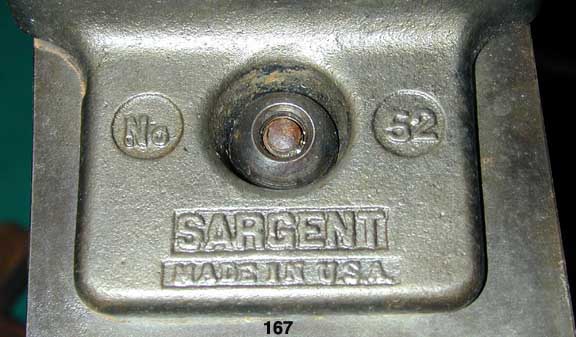 No 52
SARGENT
MADE IN U.S.A.
167